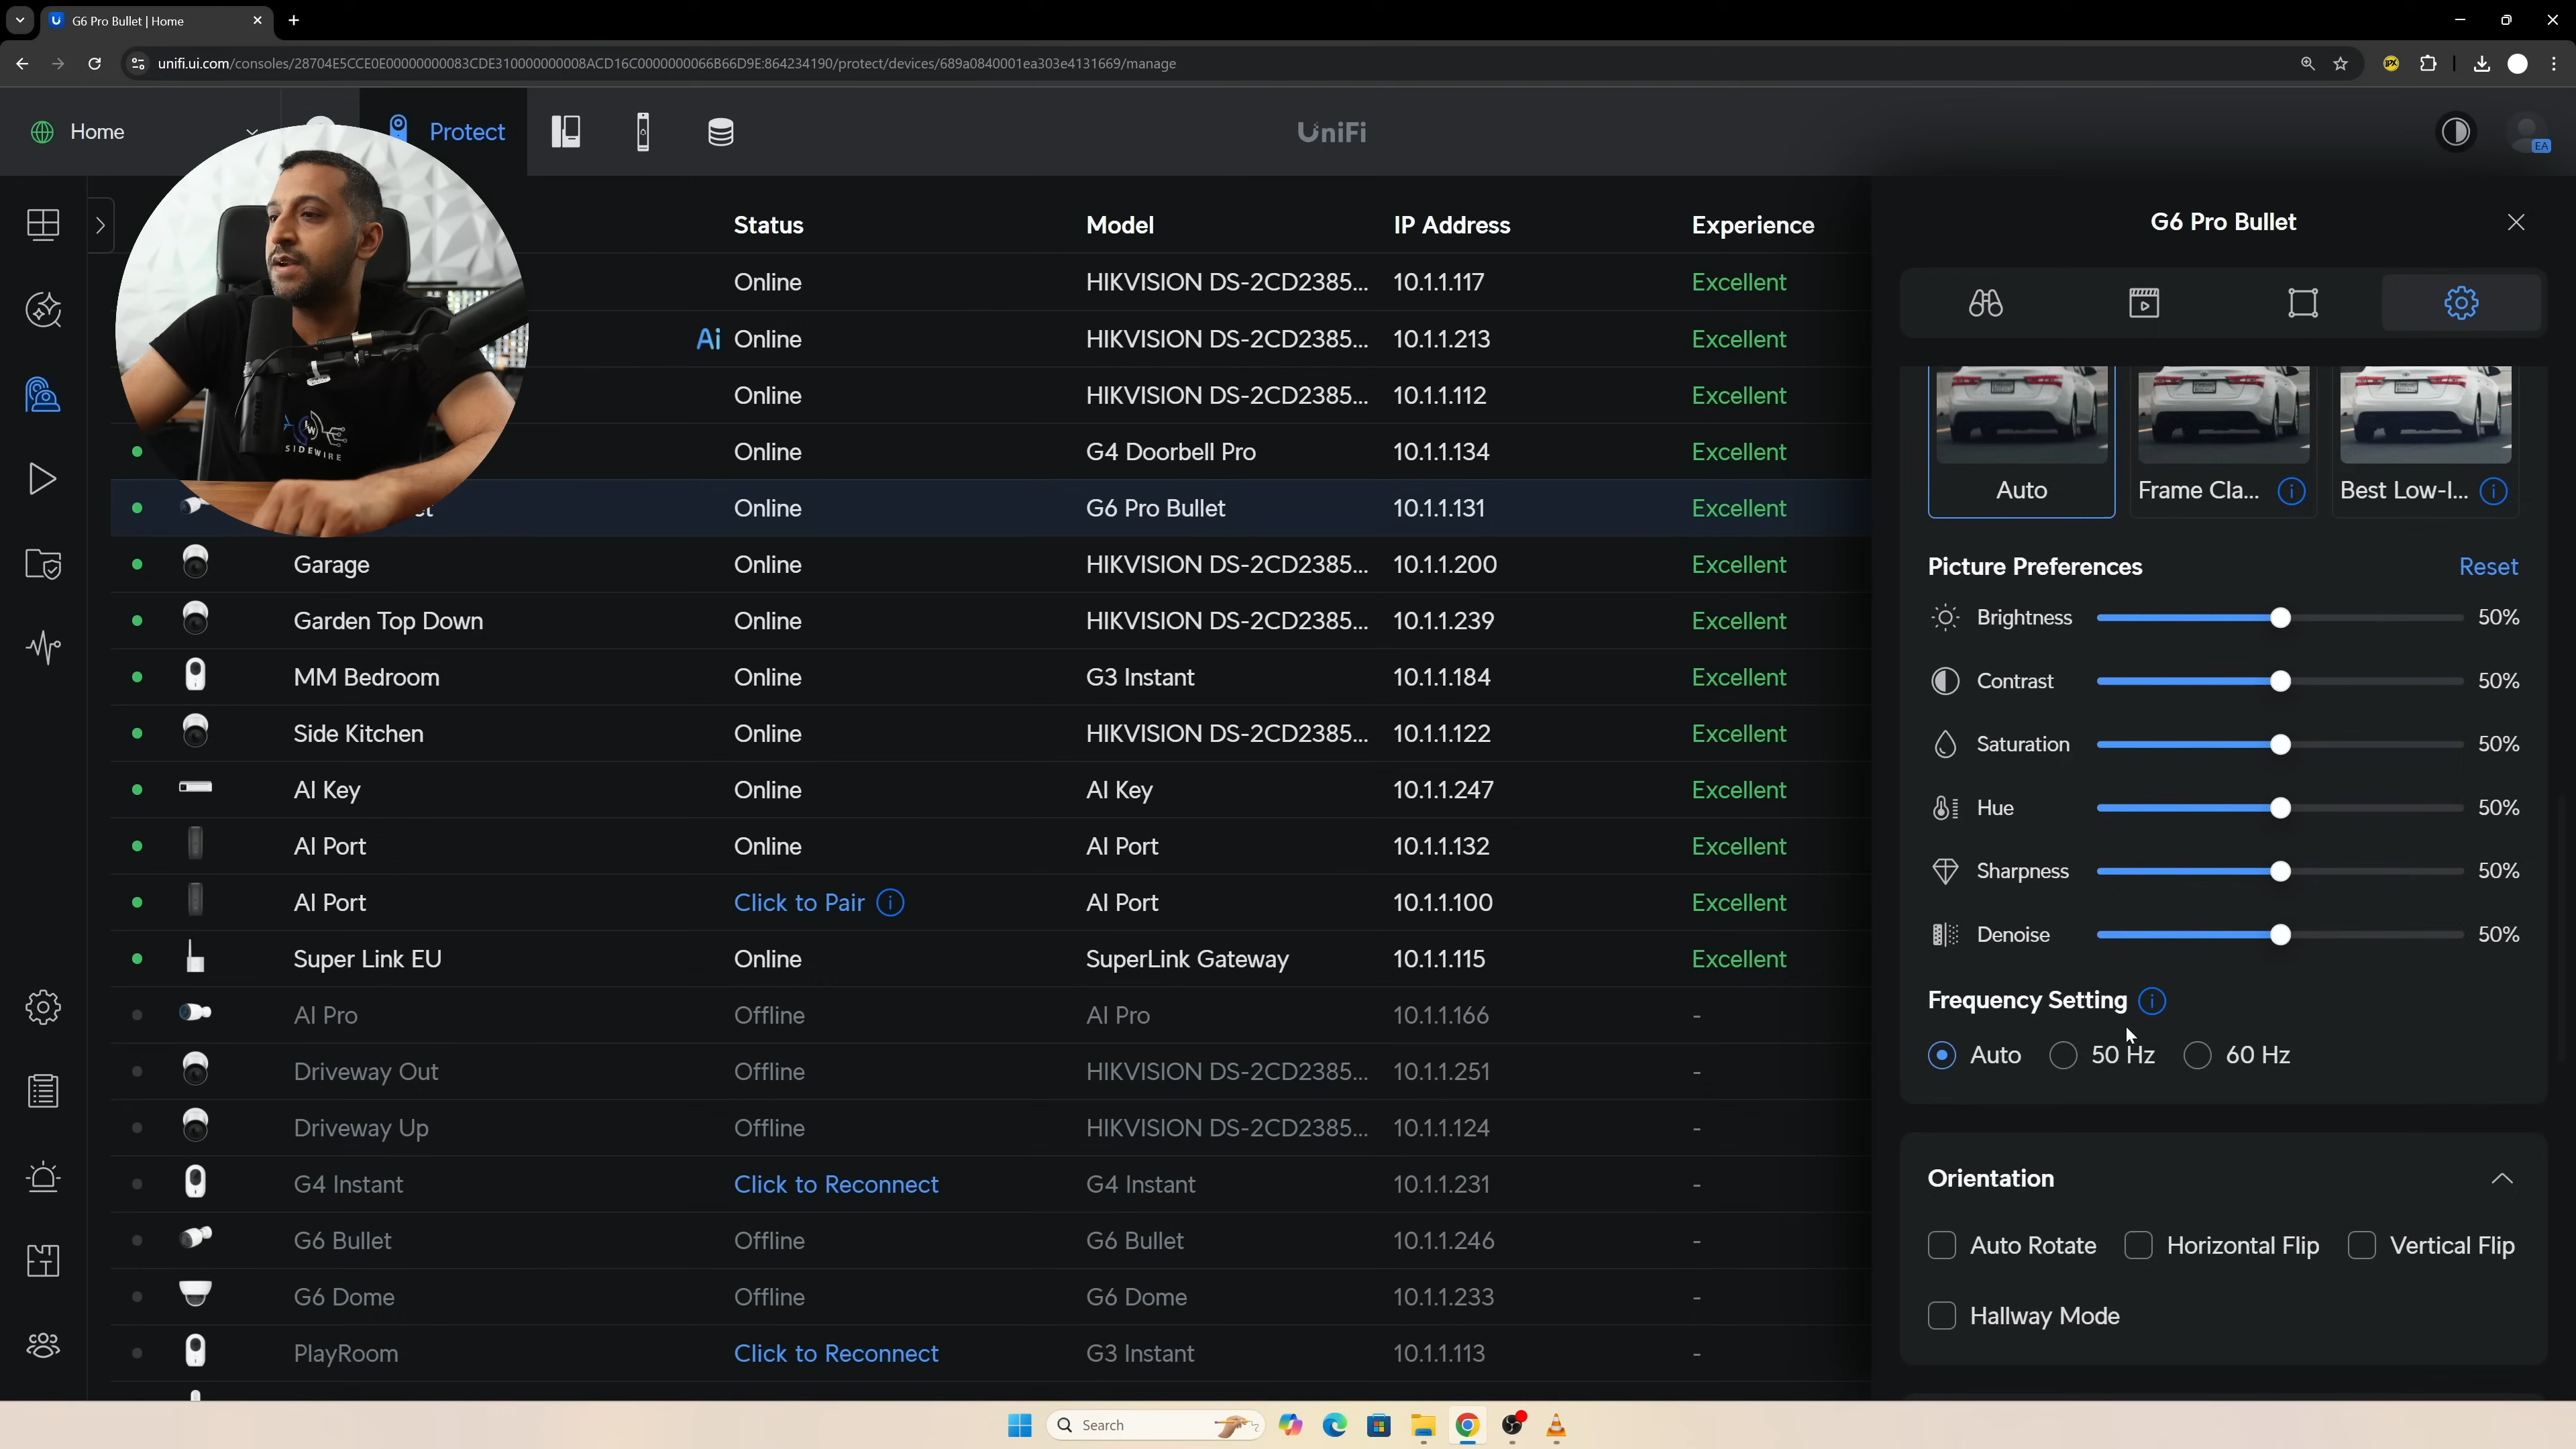 G6 Pro Bullet | Home
unifi.ui.com/consoles/28704E5CCE0E00000000083CDE310000000008ACD16C0000000066B66D9E:864234190/protect/devices/689a0840001ea303e4131669/manage
Home
Protect
UniFi
EA
Status Model IP Address Experience
Online HIKVISION DS-2CD2385... 10.1.1.117 Excellent
Ai Online HIKVISION DS-2CD2385... 10.1.1.213 Excellent
Online HIKVISION DS-2CD2385... 10.1.1.112 Excellent
Online G4 Doorbell Pro 10.1.1.134 Excellent
Online G6 Pro Bullet 10.1.1.131 Excellent
Garage Online HIKVISION DS-2CD2385... 10.1.1.200 Excellent
Garden Top Down Online HIKVISION DS-2CD2385... 10.1.1.239 Excellent
MM Bedroom Online G3 Instant 10.1.1.184 Excellent
Side Kitchen Online HIKVISION DS-2CD2385... 10.1.1.122 Excellent
AI Key Online AI Key 10.1.1.247 Excellent
AI Port Online AI Port 10.1.1.132 Excellent
AI Port Click to Pair AI Port 10.1.1.100 Excellent
Super Link EU Online SuperLink Gateway 10.1.1.115 Excellent
AI Pro Offline AI Pro 10.1.1.166 -
Driveway Out Offline HIKVISION DS-2CD2385... 10.1.1.251 -
Driveway Up Offline HIKVISION DS-2CD2385... 10.1.1.124 -
G4 Instant Click to Reconnect G4 Instant 10.1.1.231 -
G6 Bullet Offline G6 Bullet 10.1.1.246 -
G6 Dome Offline G6 Dome 10.1.1.233 -
PlayRoom Click to Reconnect G3 Instant 10.1.1.113 -
SIDEWIRE
G6 Pro Bullet
Auto Frame Cla... Best Low-l...
Picture Preferences Reset
Brightness 50%
Contrast 50%
Saturation 50%
Hue 50%
Sharpness 50%
Denoise 50%
Frequency Setting
Auto 50 Hz 60 Hz
Orientation
Auto Rotate Horizontal Flip Vertical Flip
Hallway Mode
Search